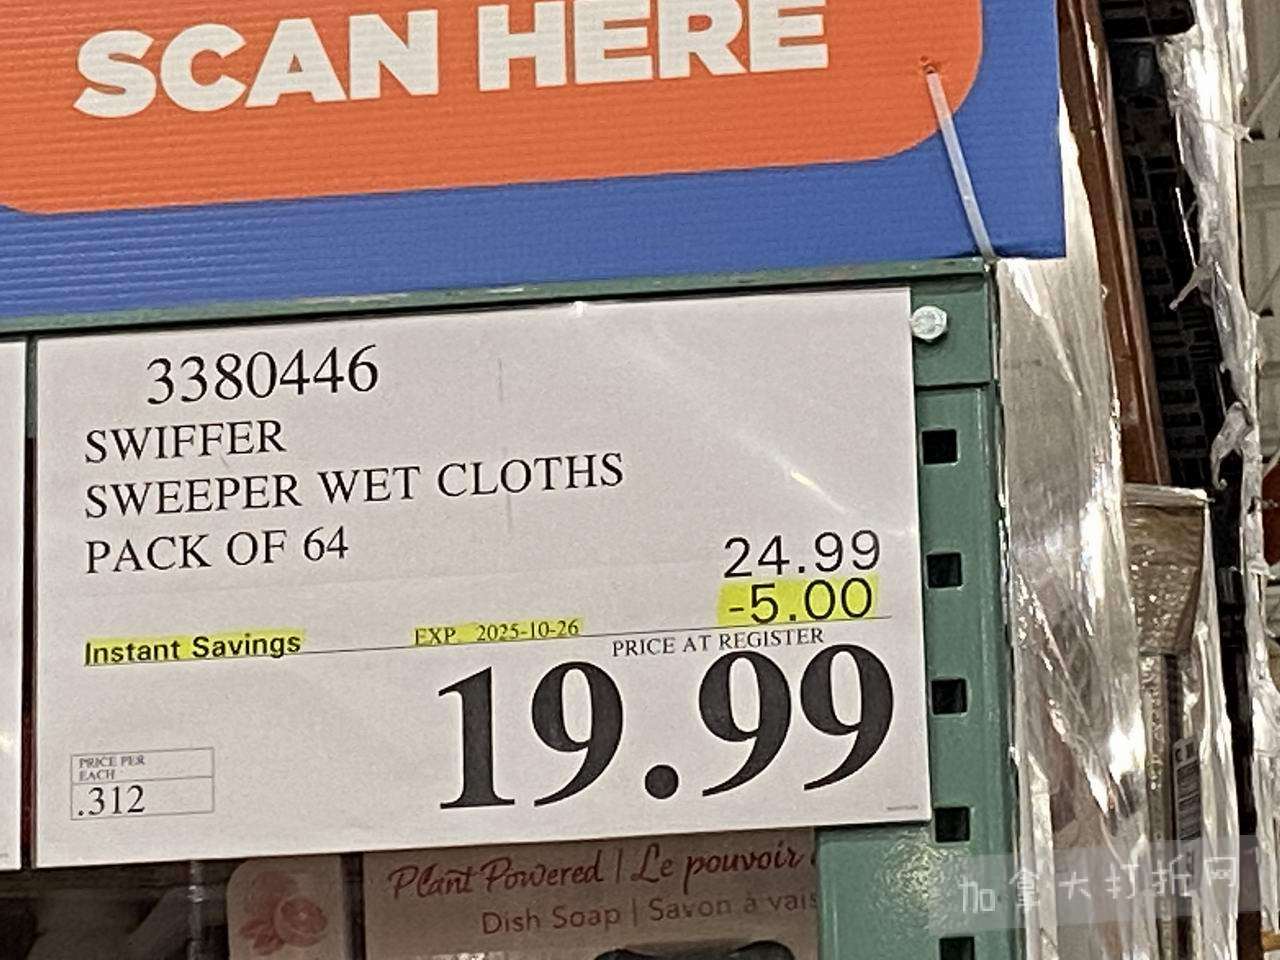 SCAN HERE
3380446
SWIFFER
SWEEPER WET CLOTHS
PACK OF 64
24.99
-5.00
Instant Savings EXP 2025-10-26
PRICE AT REGISTER
19.99
PRICE PER
EACH
.312
Plant Powered | Le pouvoir
Dish Soap | Savon à vais
加拿大打折网